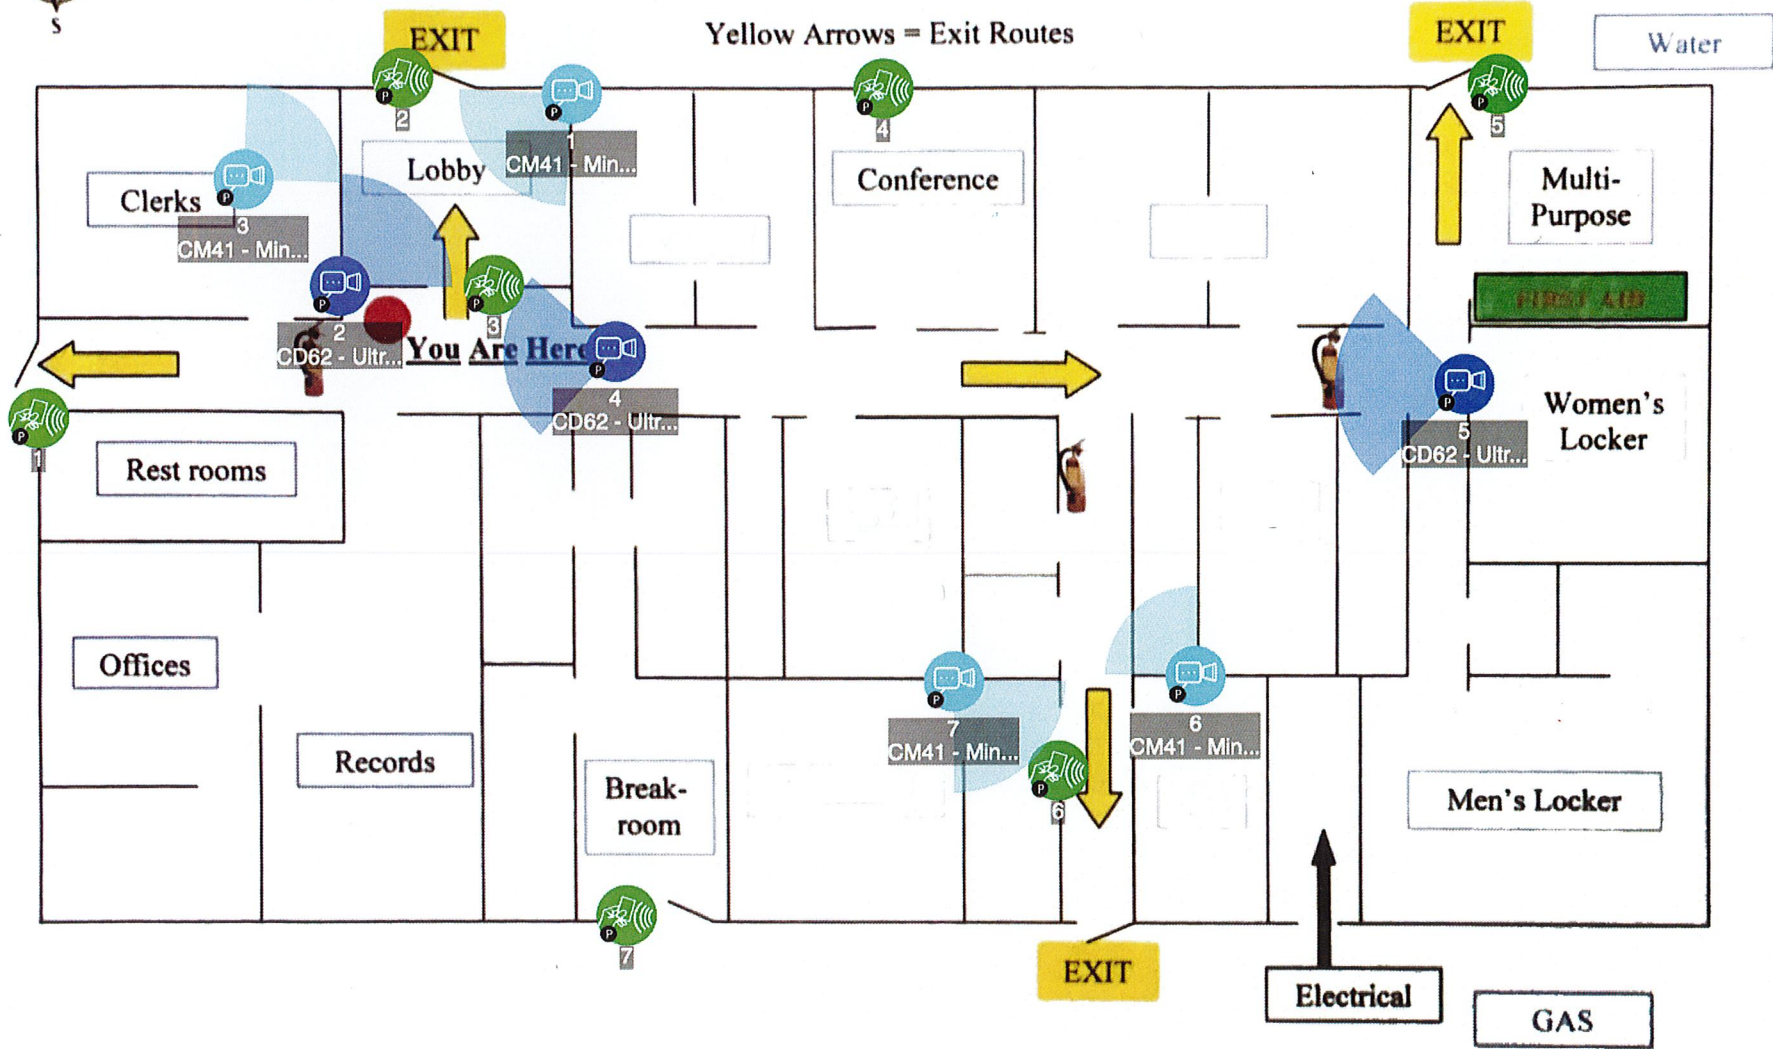 S
EXIT
Yellow Arrows = Exit Routes
EXIT
Water
2
1
CM41 - Min...
4
5
Clerks
3
CM41 - Min...
Lobby
Conference
Multi-
Purpose
FIRST AID
2
CD62 - Ultr...
3
You Are Here
4
CD62 - Ultr...
5
CD62 - Ultr...
Women's
Locker
1
Rest rooms
Offices
Records
Break-
room
7
CM41 - Min...
6
CM41 - Min...
6
Men's Locker
7
EXIT
Electrical
GAS
P
P
P
P
P
P
P
P
P
P
P
P
P
P